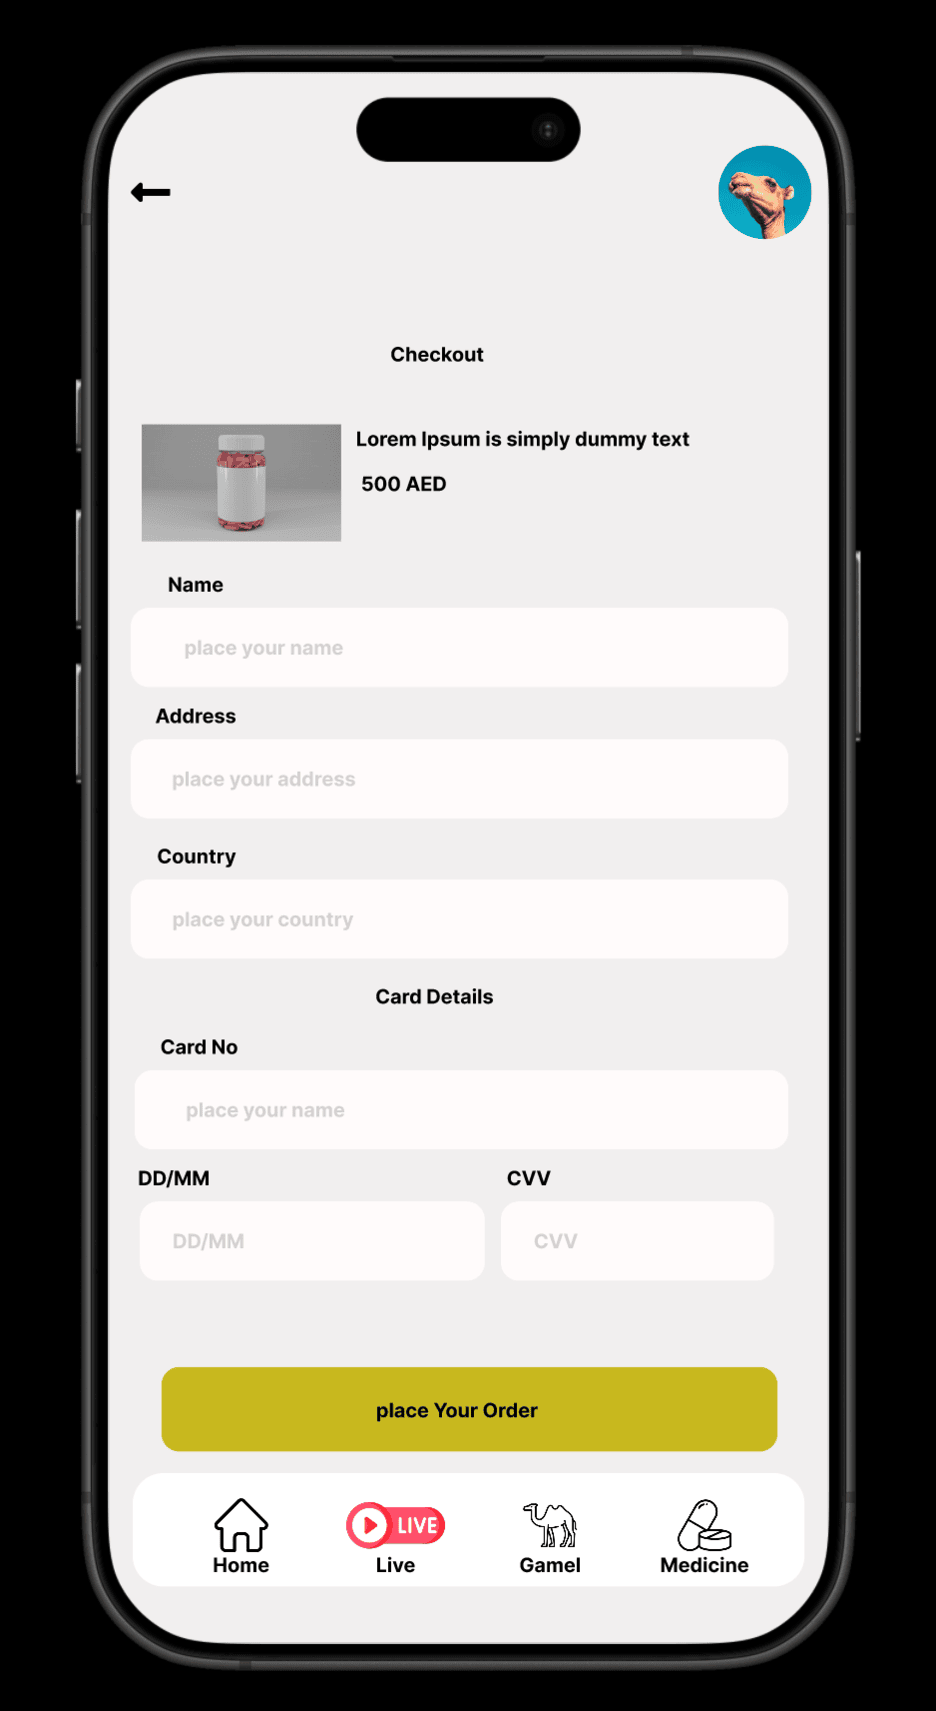 Checkout
Lorem Ipsum is simply dummy text
500 AED
Name
place your name
Address
place your address
Country
place your country
Card Details
Card No
place your name
DD/MM CVV
DD/MM CVV
place Your Order
LIVE
Home Live Gamel Medicine